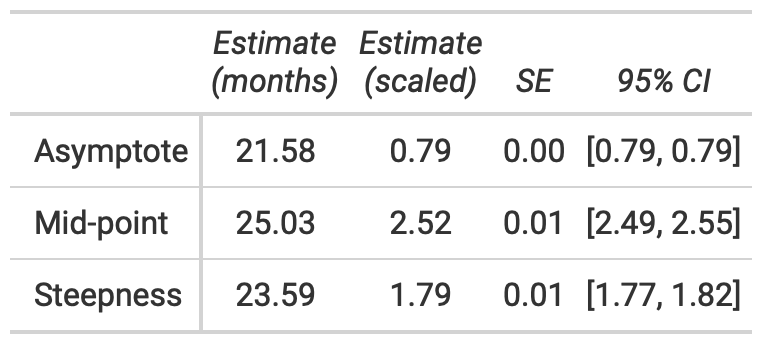 Estimate Estimate
(months) (scaled) SE 95% CI
Asymptote 21.58 0.79 0.00 [0.79, 0.79]
Mid-point 25.03 2.52 0.01 [2.49, 2.55]
Steepness 23.59 1.79 0.01 [1.77, 1.82]